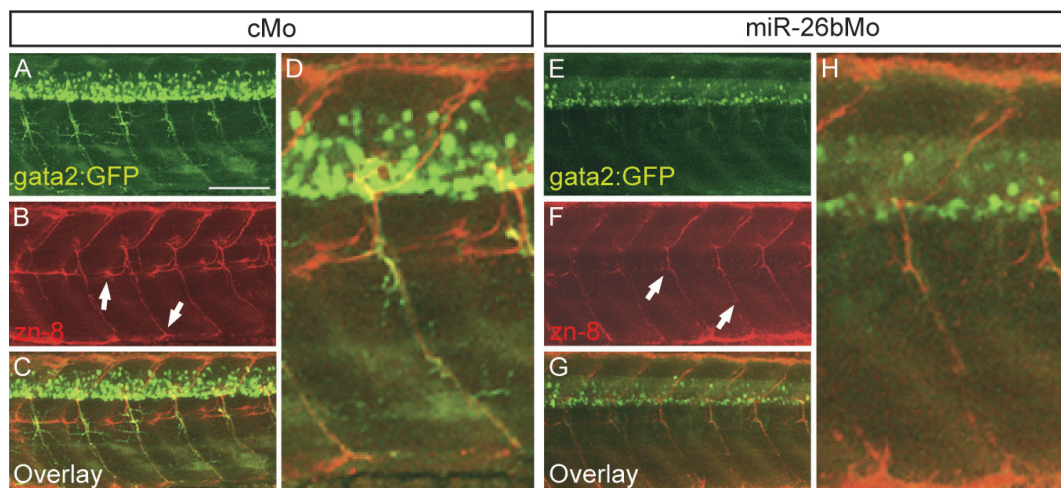 cMo
miR-26bMo
A
gata2:GFP
B
zn-8
C
Overlay
D
E
gata2:GFP
F
zn-8
G
Overlay
H